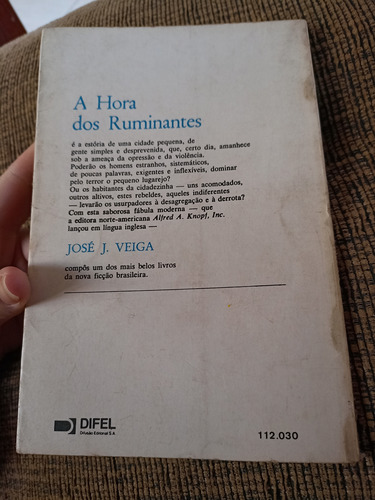 A Hora
dos Ruminantes
é a estória de uma cidade pequena, de
gente simples e desprevenida, que, certo dia, amanhece
sob a ameaça da opressão e da violência.
Poderão os homens estranhos, sistemáticos,
de poucas palavras, exigentes e inflexíveis, dominar
pelo terror o pequeno lugarejo?
Ou os habitantes da cidadezinha — uns acomodados,
outros altivos, estes rebeldes, aqueles indiferentes
— levarão os usurpadores à desagregação e à derrota?
Com esta saborosa fábula moderna — que
a editora norte-americana Alfred A. Knopf, Inc.
lançou em língua inglesa —
JOSÉ J. VEIGA
compôs um dos mais belos livros
da nova ficção brasileira.
DIFEL
Difusão Editorial S.A.
112.030